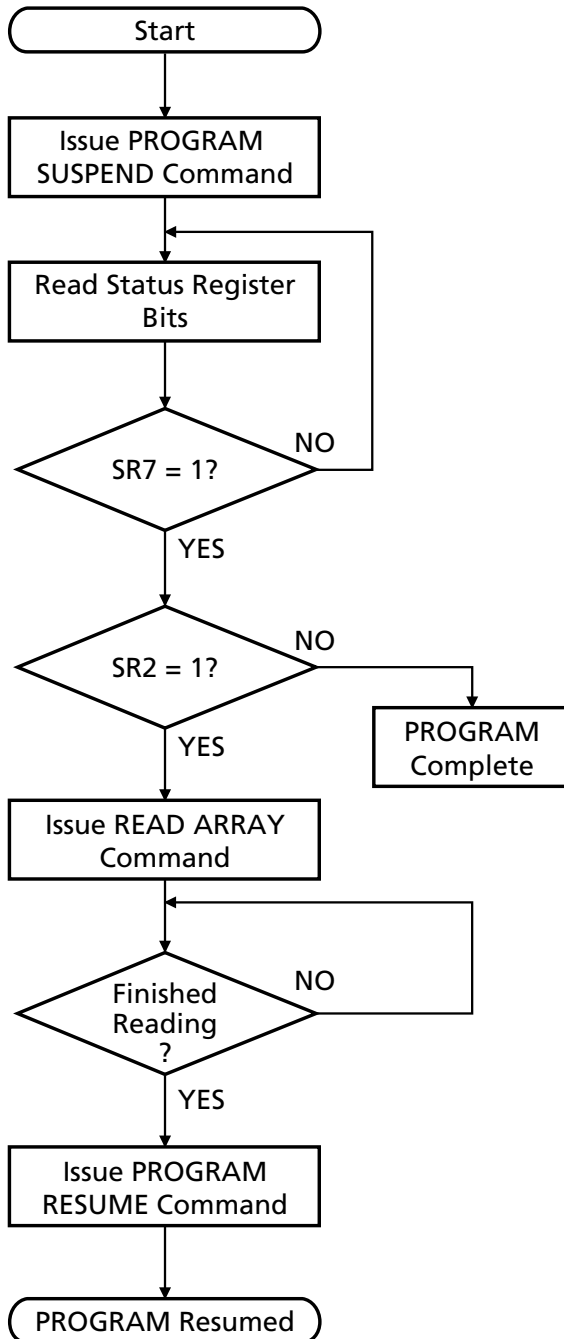 Start
Issue PROGRAM
SUSPEND Command
Read Status Register
Bits
NO
SR7 = 1?
YES
NO
SR2 = 1?
YES
PROGRAM
Complete
Issue READ ARRAY
Command
NO
Finished
Reading
?
YES
Issue PROGRAM
RESUME Command
PROGRAM Resumed